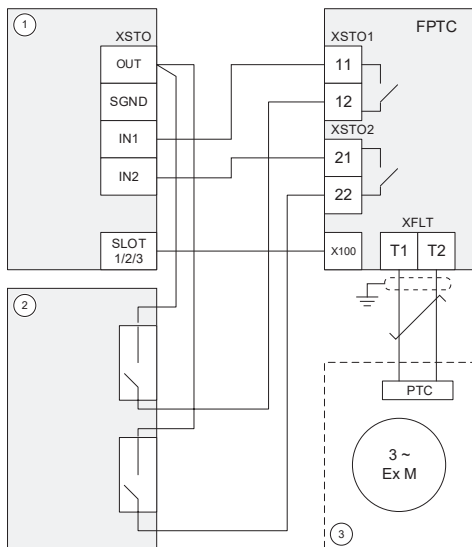 1
XSTO
OUT
SGND
IN1
IN2
SLOT
1/2/3
2
FPTC
XSTO1
11
12
XSTO2
21
22
XFLT
X100
T1
T2
PTC
3 ~
Ex M
3